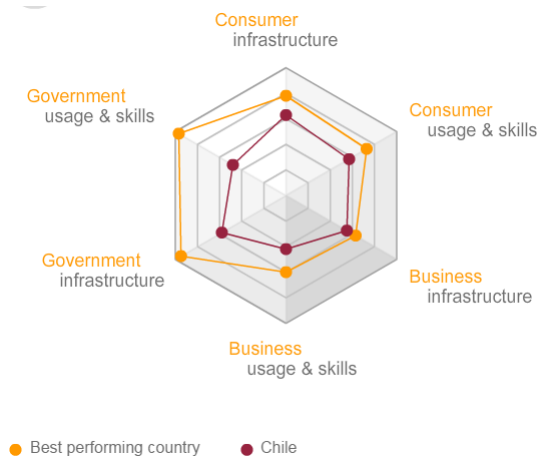 Consumer
infrastructure
Government
usage & skills
Consumer
usage & skills
Government
infrastructure
Business
infrastructure
Business
usage & skills
Best performing country
Chile